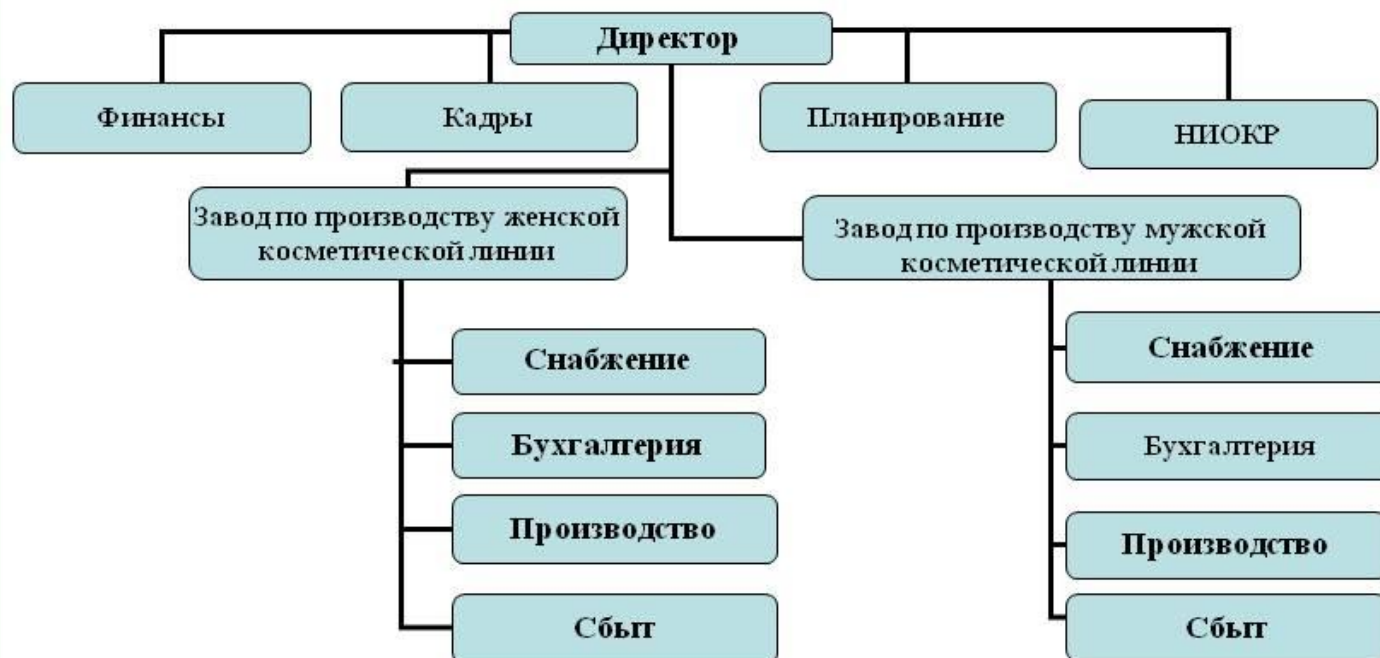 Директор
Финансы
Кадры
Планирование
НИОКР
Завод по производству женской
косметической линии
Завод по производству мужской
косметической линии
Снабжение
Бухгалтерия
Производство
Сбыт
Снабжение
Бухгалтерия
Производство
Сбыт